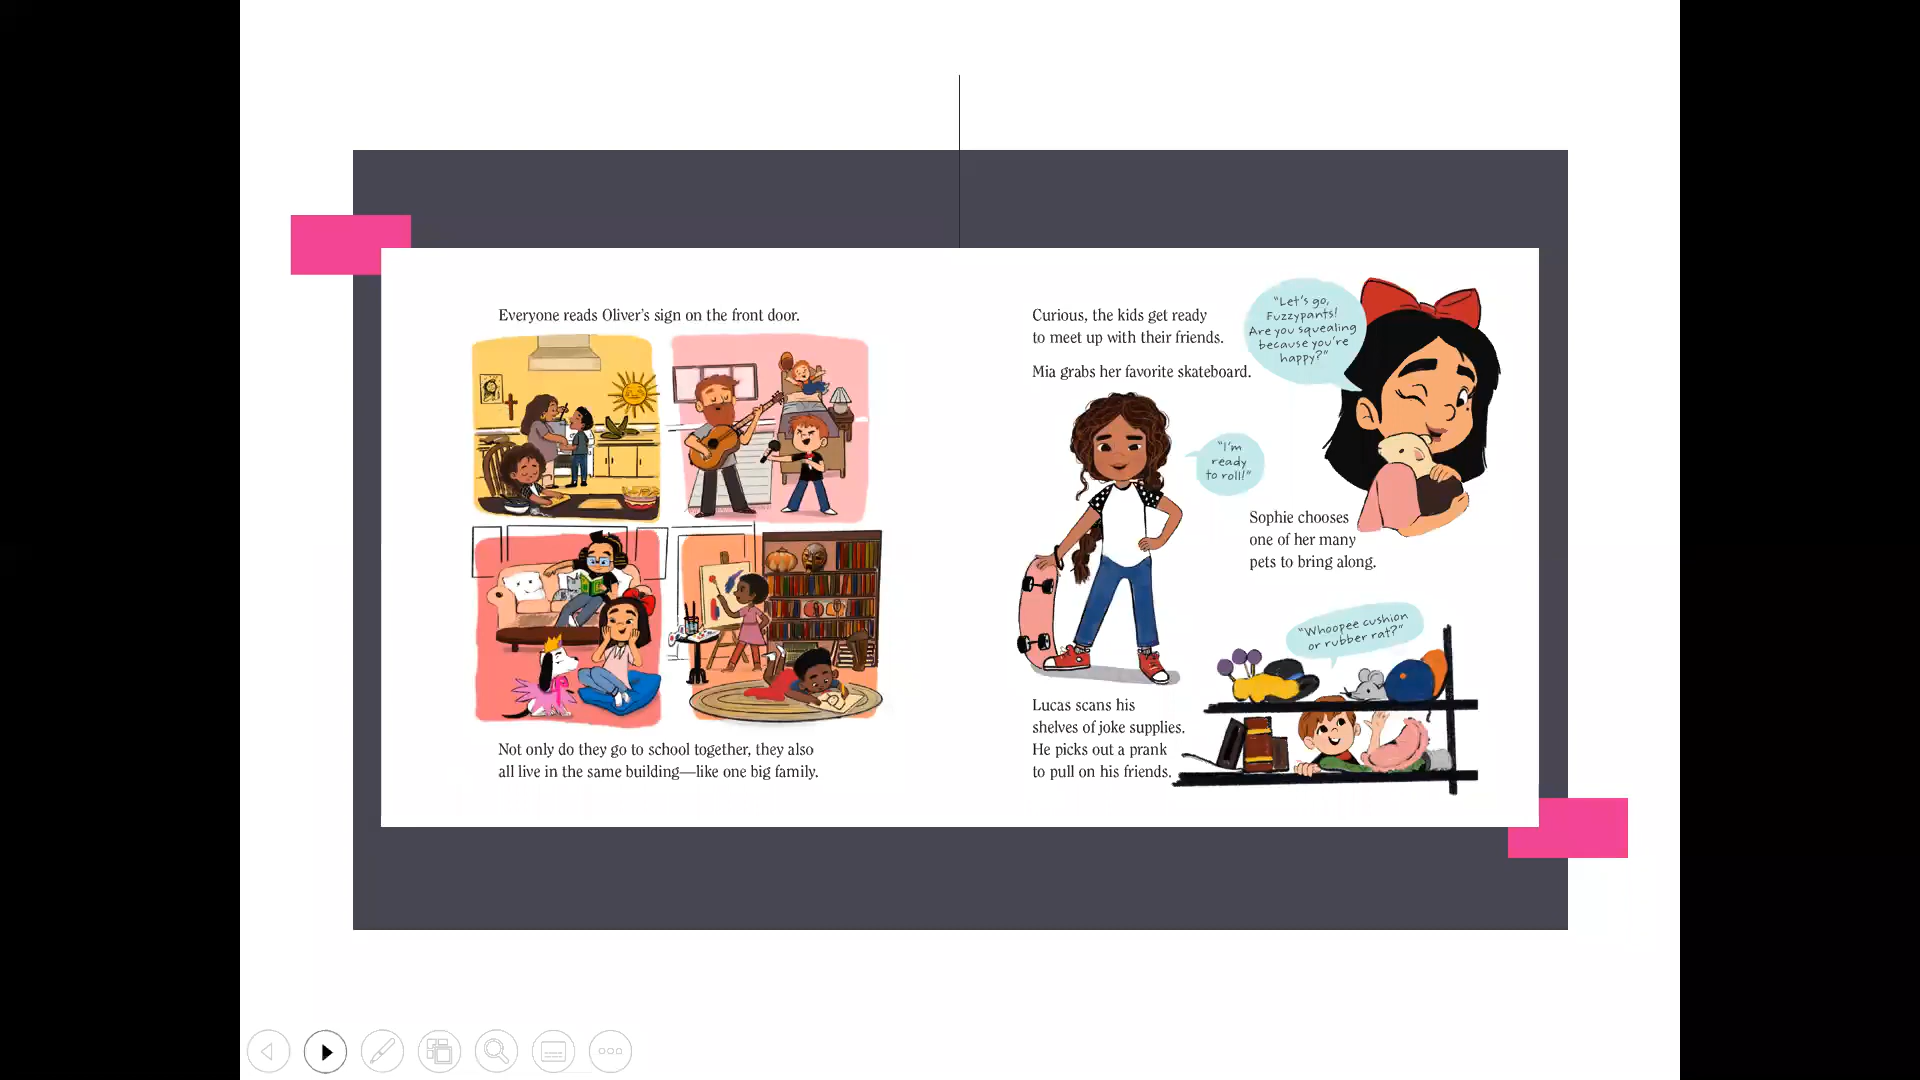 Everyone reads Oliver's sign on the front door.
Not only do they go to school together, they also
all live in the same building—like one big family.
Curious, the kids get ready
to meet up with their friends.
Mia grabs her favorite skateboard.
"I'm
ready
to roll!"
"Let's go,
Fuzzypants!
Are you squealing
because you're
happy?"
Sophie chooses
one of her many
pets to bring along.
Lucas scans his
shelves of joke supplies.
He picks out a prank
to pull on his friends.
"Whoopee cushion
or rubber rat?"